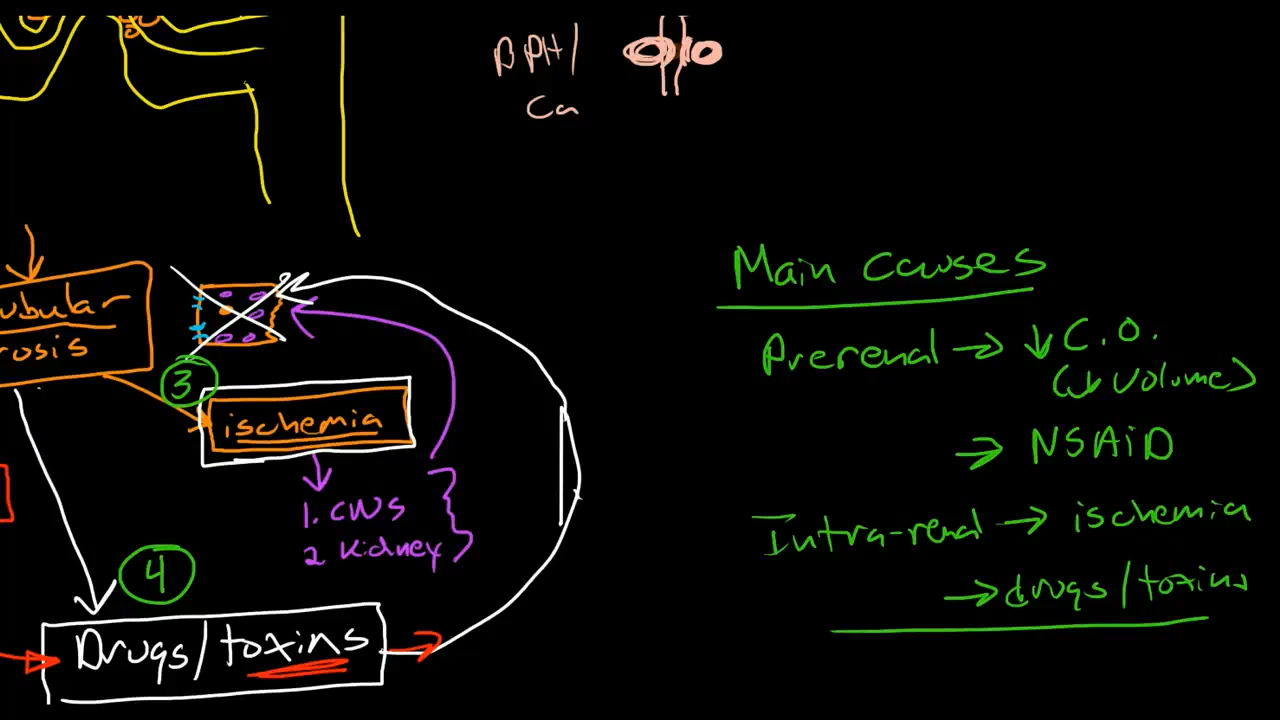 BPH/
Ca
ubular
rosis
3
ischemia
1. CNS
2. Kidney
4
Drugs/toxins
Main causes
Prerenal → ↓ C.O.
(↓ Volume)
→ NSAiD
Intra-renal → ischemia
→ drugs/toxins